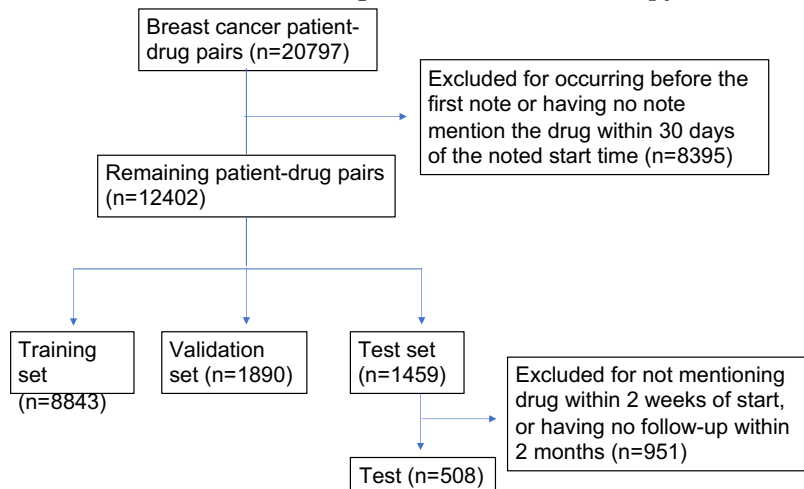 Breast cancer patient-
drug pairs (n=20797)
Excluded for occurring before the
first note or having no note
mention the drug within 30 days
of the noted start time (n=8395)
Remaining patient-drug pairs
(n=12402)
Training
set
(n=8843)
Validation
set (n=1890)
Test set
(n=1459)
Excluded for not mentioning
drug within 2 weeks of start,
or having no follow-up within
2 months (n=951)
Test (n=508)